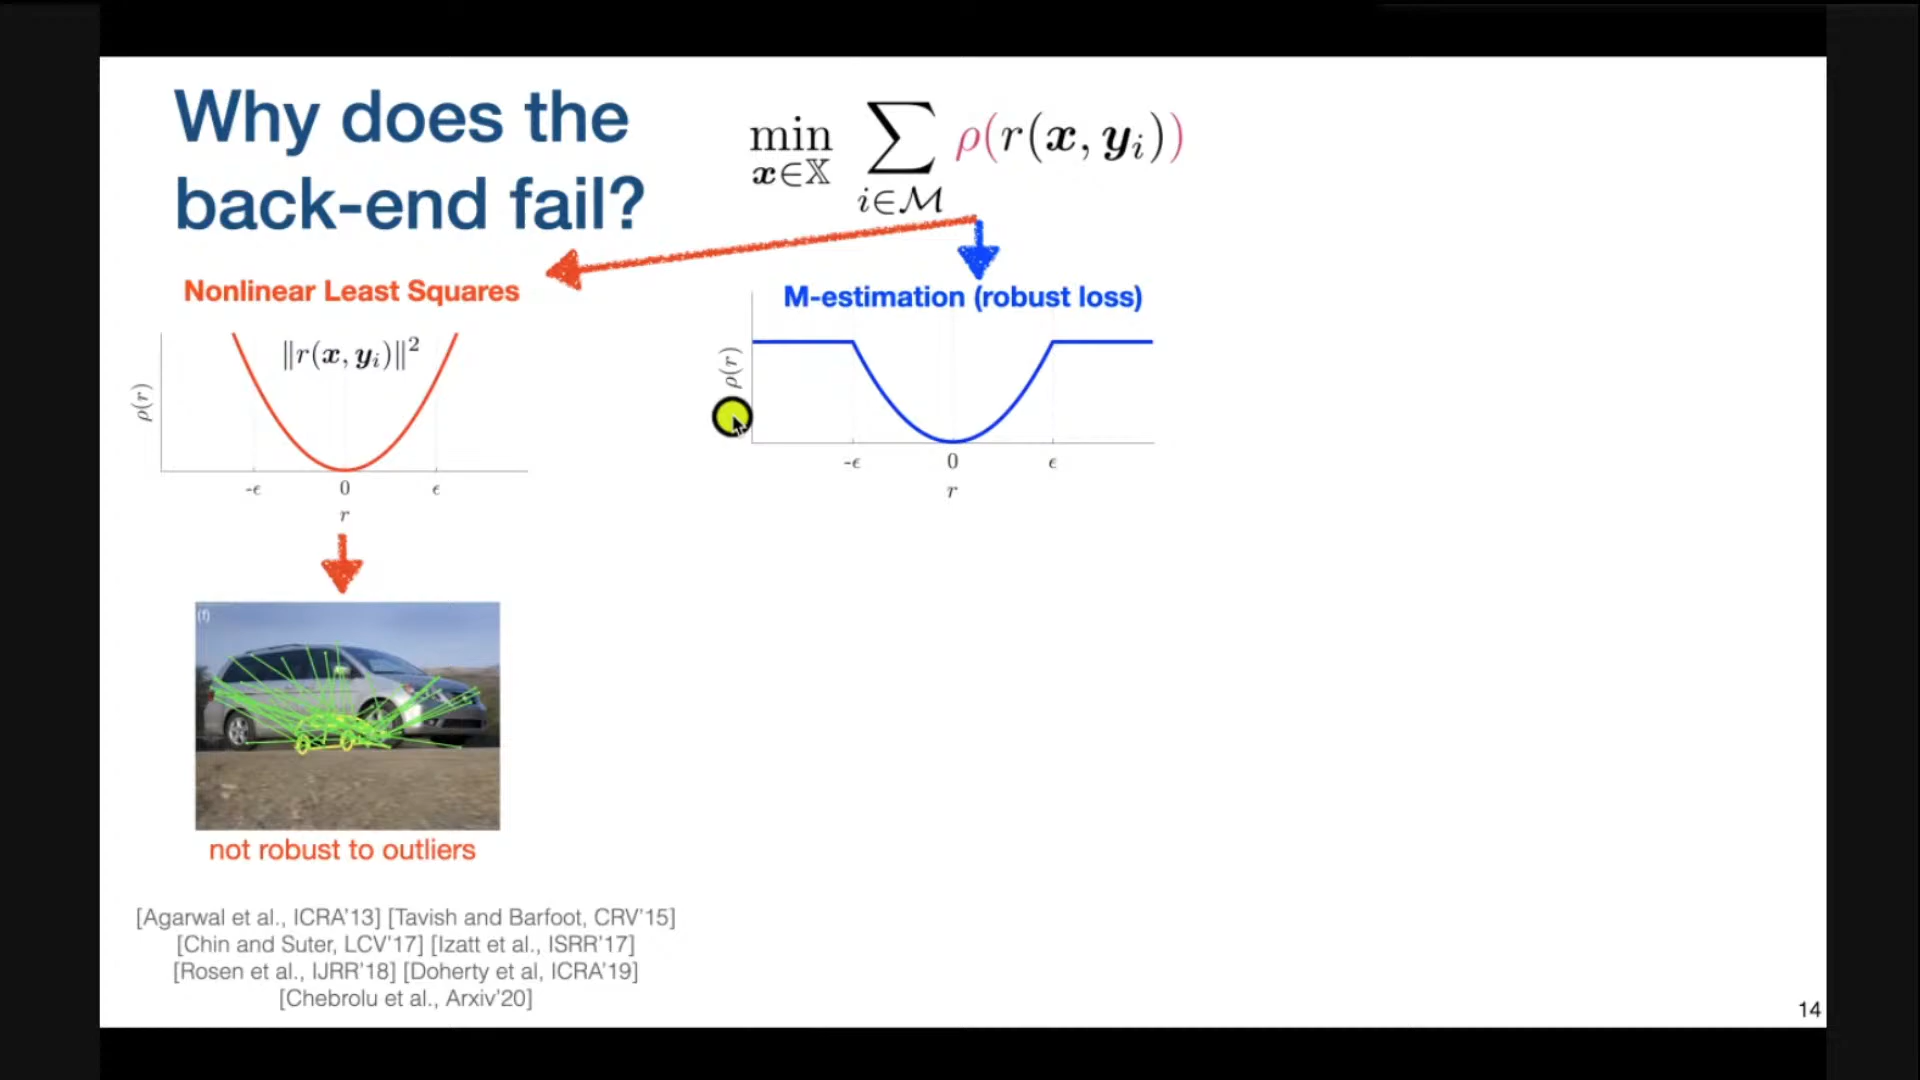 Why does the
back-end fail?
min x∈𝕏 ∑ i∈ℳ ρ(r(x, yᵢ))
Nonlinear Least Squares
‖r(x, yᵢ)‖²
ρ(r)
-ϵ 0 ϵ
r
M-estimation (robust loss)
ρ(r)
-ϵ 0 ϵ
r
(f)
not robust to outliers
[Agarwal et al., ICRA'13] [Tavish and Barfoot, CRV'15]
[Chin and Suter, LCV'17] [Izatt et al., ISRR'17]
[Rosen et al., IJRR'18] [Doherty et al, ICRA'19]
[Chebrolu et al., Arxiv'20]
14